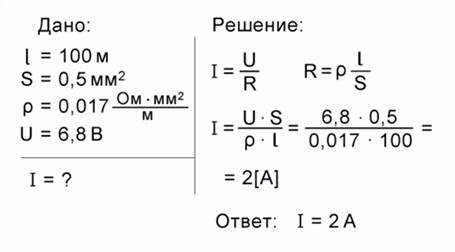 Дано:
l = 100 м
S = 0,5 мм²
ρ = 0,017 Ом · мм² / м
U = 6,8 В
I = ?
Решение:
I = U / R    R = ρ l / S
I = U · S / ρ · l = 6,8 · 0,5 / 0,017 · 100 =
= 2[А]
Ответ: I = 2 А